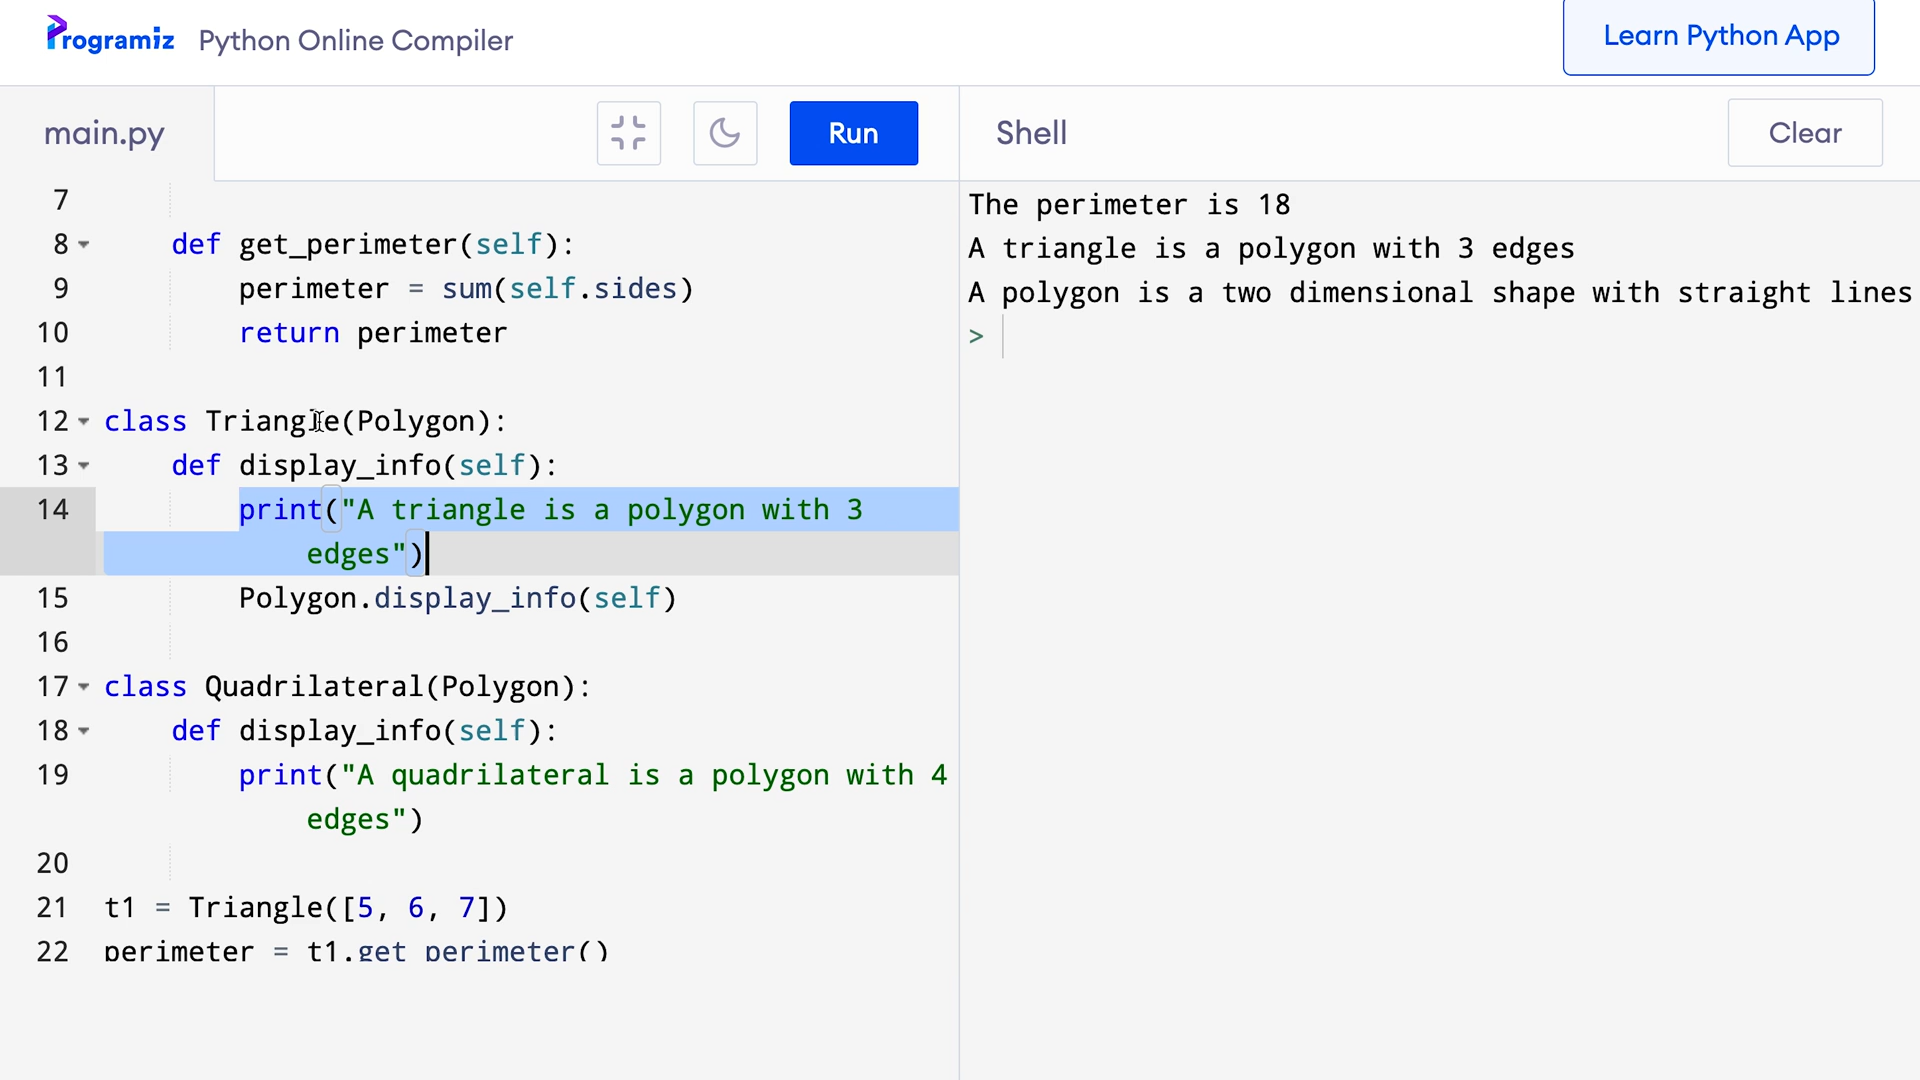 Programiz Python Online Compiler
Learn Python App
main.py
Run
Shell
Clear
7
8 def get_perimeter(self):
9 perimeter = sum(self.sides)
10 return perimeter
11
12 class Triangle(Polygon):
13 def display_info(self):
14 print("A triangle is a polygon with 3
edges")
15 Polygon.display_info(self)
16
17 class Quadrilateral(Polygon):
18 def display_info(self):
19 print("A quadrilateral is a polygon with 4
edges")
20
21 t1 = Triangle([5, 6, 7])
22 perimeter = t1.get_perimeter()
The perimeter is 18
A triangle is a polygon with 3 edges
A polygon is a two dimensional shape with straight lines
>